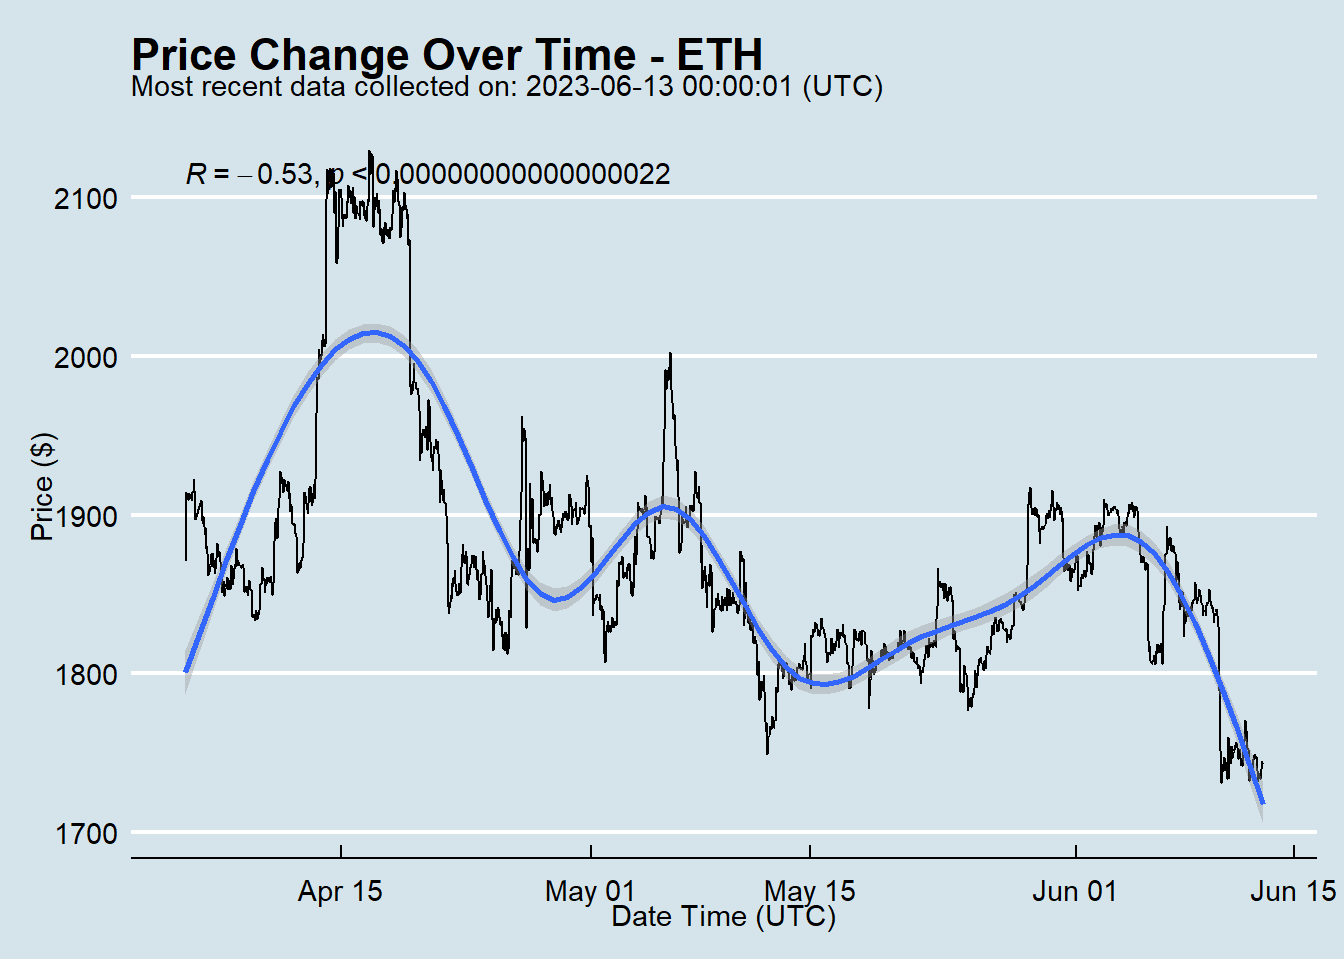 Price Change Over Time - ETH
Most recent data collected on: 2023-06-13 00:00:01 (UTC)
R = −0.53, p < 0.00000000000000022
2100
2000
1900
1800
1700
Price ($)
Apr 15 May 01 May 15 Jun 01 Jun 15
Date Time (UTC)